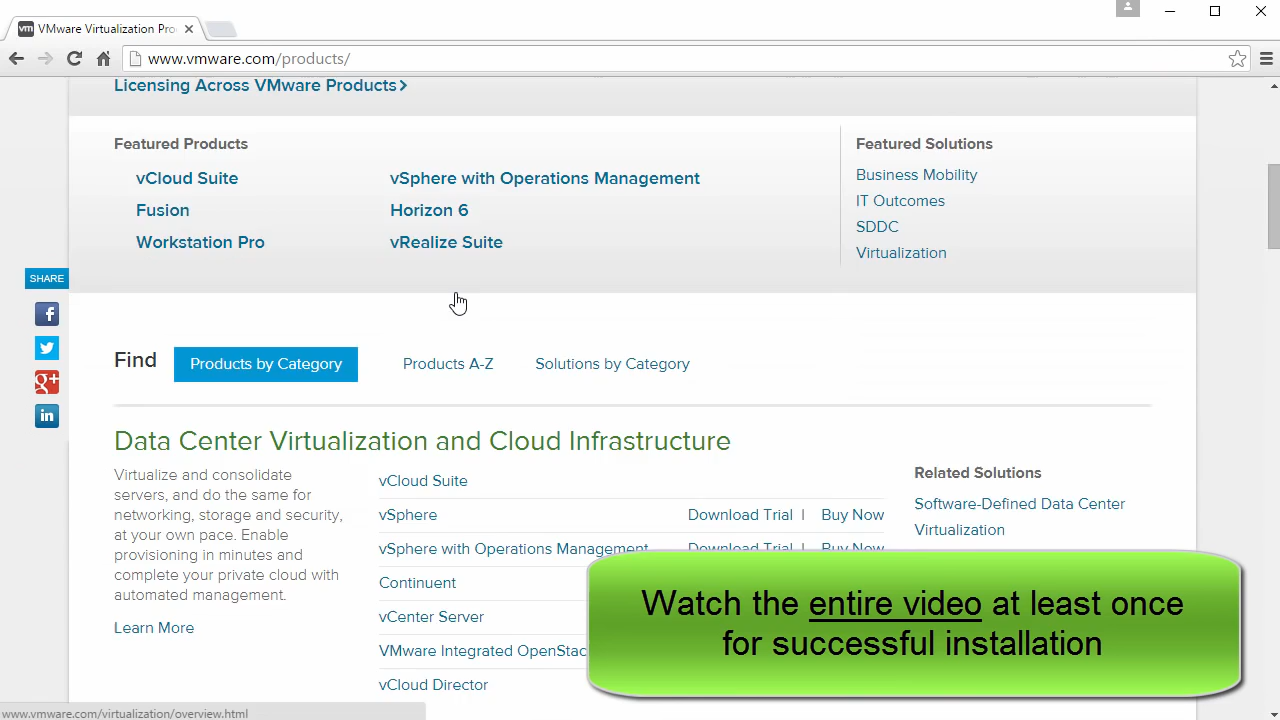 VMware Virtualization Pro
www.vmware.com/products/
Licensing Across VMware Products
Featured Products
vCloud Suite
vSphere with Operations Management
Fusion
Horizon 6
Workstation Pro
vRealize Suite
Featured Solutions
Business Mobility
IT Outcomes
SDDC
Virtualization
SHARE
Find
Products by Category
Products A-Z
Solutions by Category
Data Center Virtualization and Cloud Infrastructure
Virtualize and consolidate
servers, and do the same for
networking, storage and security,
at your own pace. Enable
provisioning in minutes and
complete your private cloud with
automated management.
Learn More
vCloud Suite
vSphere
Download Trial | Buy Now
vSphere with Operations Management
Download Trial | Buy Now
Continuent
vCenter Server
VMware Integrated OpenStac
vCloud Director
Related Solutions
Software-Defined Data Center
Virtualization
Watch the entire video at least once
for successful installation
www.vmware.com/virtualization/overview.html